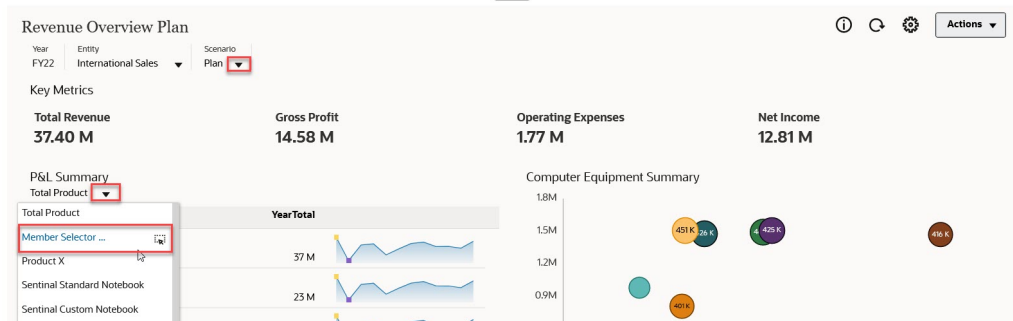 Revenue Overview Plan
Actions
Year Entity Scenario
FY22 International Sales Plan
Key Metrics
Total Revenue Gross Profit Operating Expenses Net Income
37.40 M 14.58 M 1.77 M 12.81 M
P&L Summary
Total Product
Total Product
Member Selector ...
Product X
Sentinal Standard Notebook
Sentinal Custom Notebook
YearTotal
37 M
23 M
Computer Equipment Summary
1.8M
1.5M
1.2M
0.9M
451 K
26 K
425 K
416 K
401 K